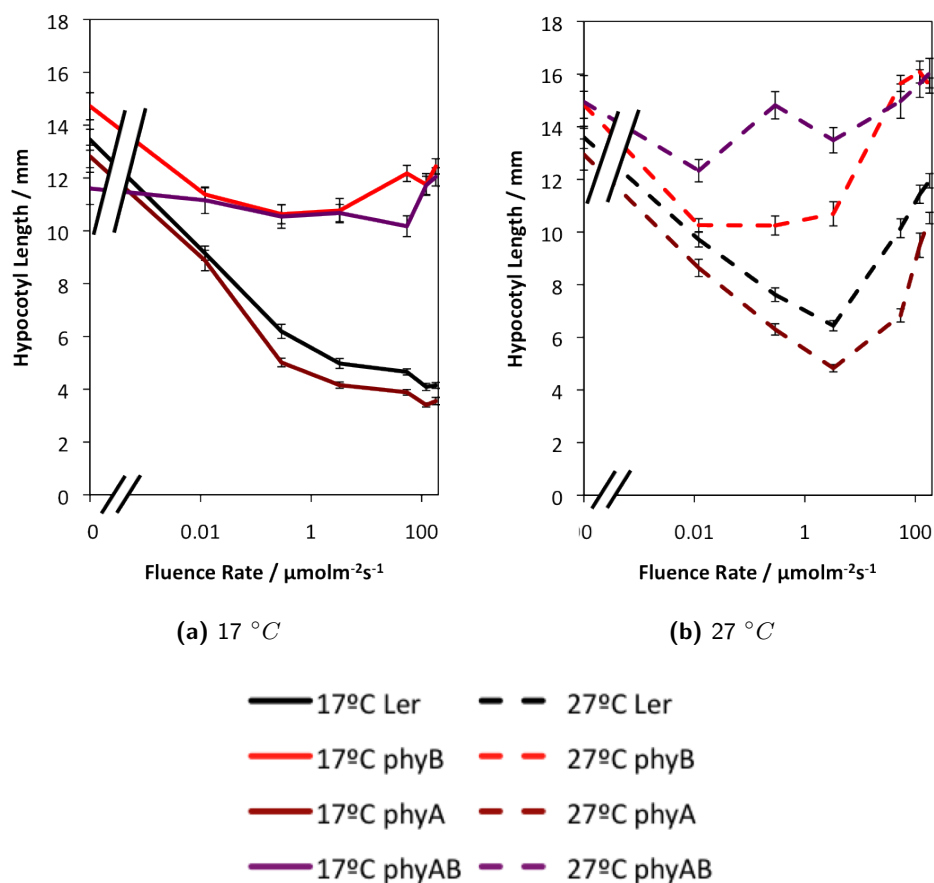 18
16
14
12
10
8
6
4
2
0
Hypocotyl Length / mm
0
0.01
1
100
Fluence Rate / µmolm⁻²s⁻¹
(a) 17 °C
18
16
14
12
10
8
6
4
2
0
Hypocotyl Length / mm
0
0.01
1
100
Fluence Rate / µmolm⁻²s⁻¹
(b) 27 °C
17ºC Ler
27ºC Ler
17ºC phyB
27ºC phyB
17ºC phyA
27ºC phyA
17ºC phyAB
27ºC phyAB